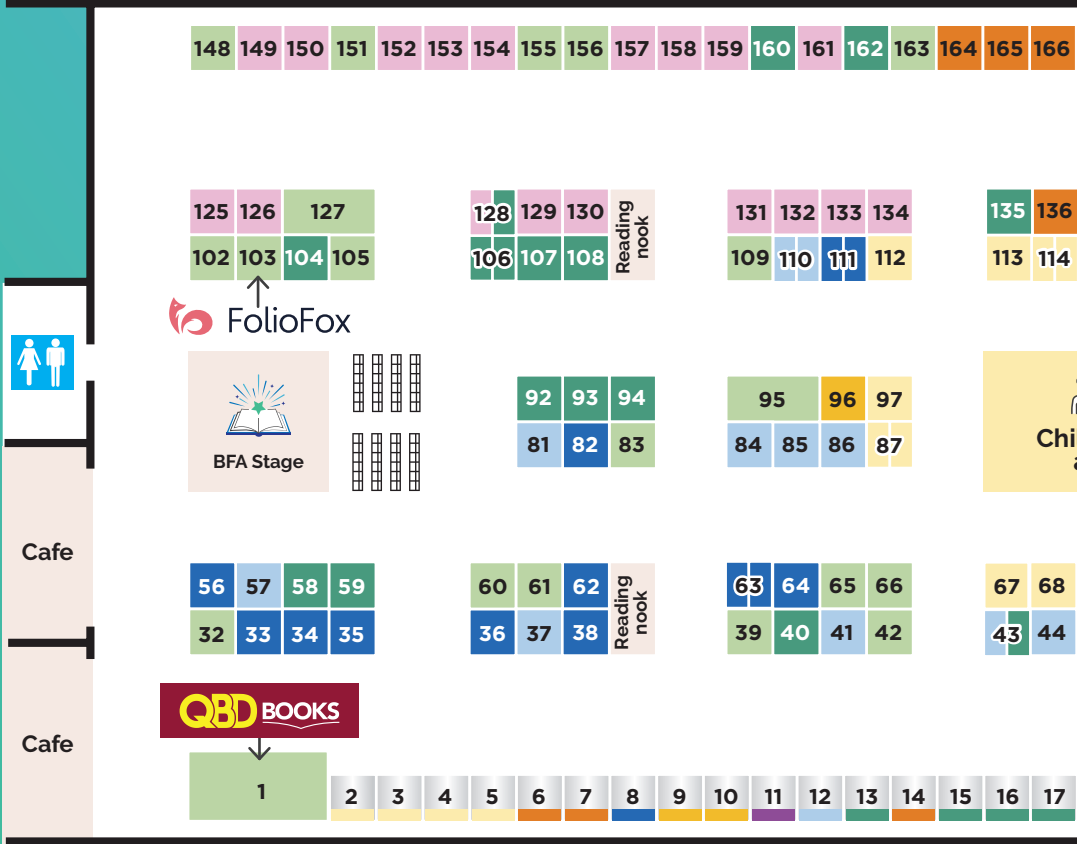 148 149 150 151 152 153 154 155 156 157 158 159 160 161 162 163 164 165 166
125 126 127 128 129 130 131 132 133 134 135 136
102 103 104 105 106 107 108 109 110 111 112 113 114
Reading
nook
FolioFox
BFA Stage
92 93 94 95 96 97
81 82 83 84 85 86 87
Chi
a
Cafe
56 57 58 59 60 61 62 63 64 65 66 67 68
32 33 34 35 36 37 38 39 40 41 42 43 44
Reading
nook
QBD BOOKS
Cafe
1 2 3 4 5 6 7 8 9 10 11 12 13 14 15 16 17